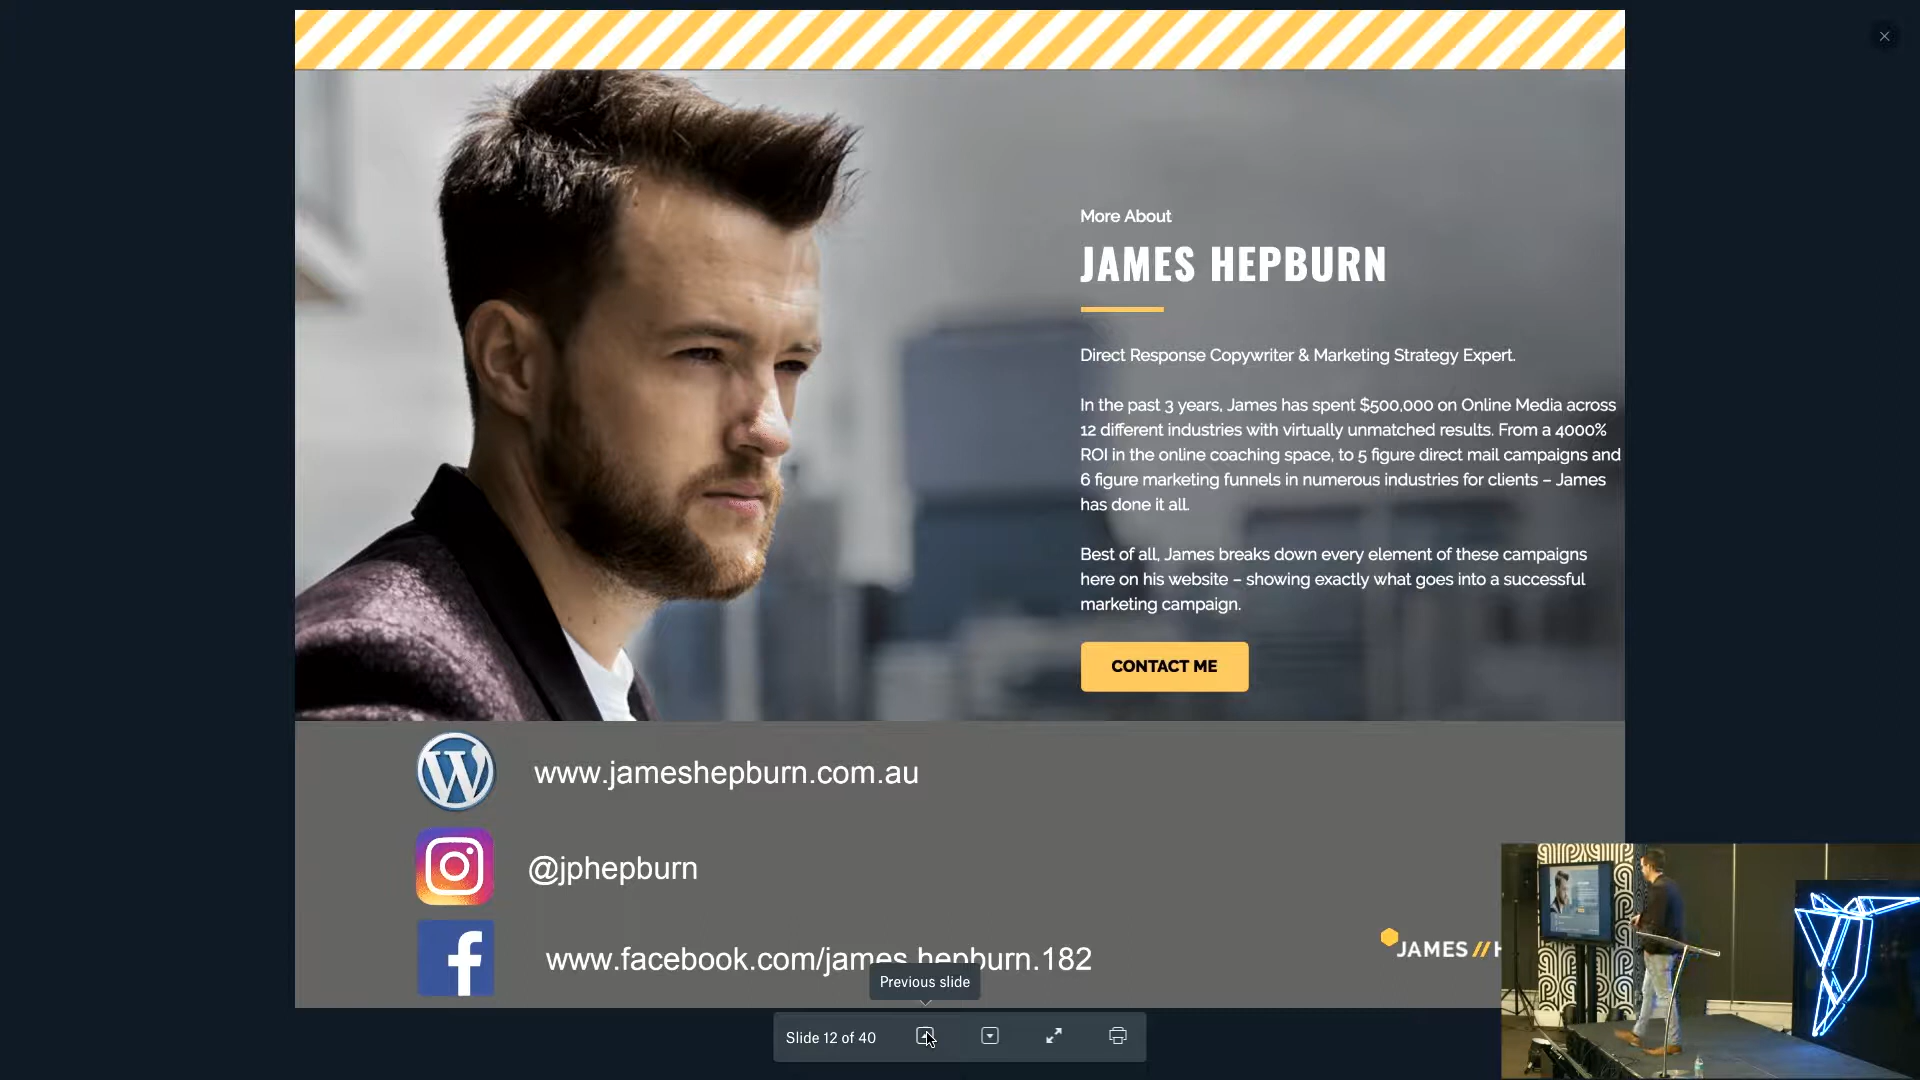 More About
JAMES HEPBURN
Direct Response Copywriter & Marketing Strategy Expert.
In the past 3 years, James has spent $500,000 on Online Media across
12 different industries with virtually unmatched results. From a 4000%
ROI in the online coaching space, to 5 figure direct mail campaigns and
6 figure marketing funnels in numerous industries for clients – James
has done it all.
Best of all, James breaks down every element of these campaigns
here on his website – showing exactly what goes into a successful
marketing campaign.
CONTACT ME
www.jameshepburn.com.au
@jphepburn
www.facebook.com/james.hepburn.182
JAMES // H
Previous slide
Slide 12 of 40